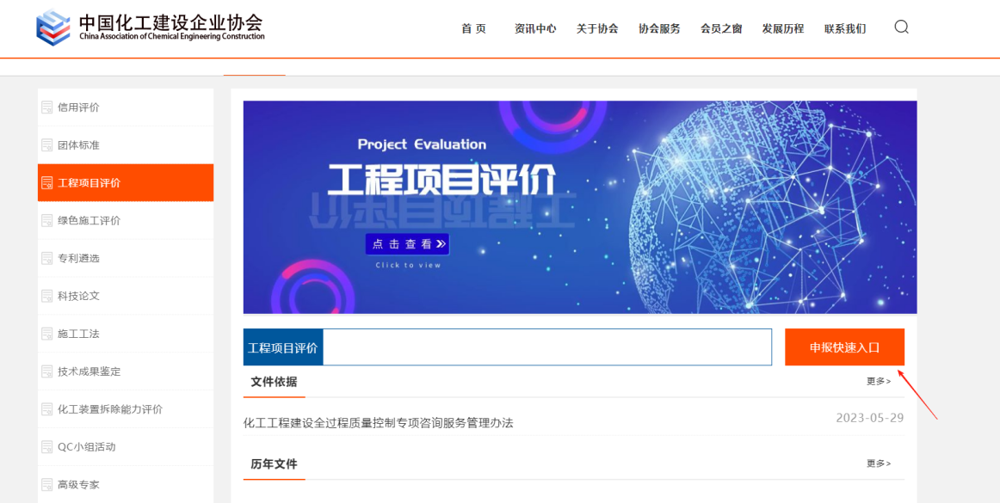 中国化工建设企业协会
China Association of Chemical Engineering Construction
首 页 资讯中心 关于协会 协会服务 会员之窗 发展历程 联系我们
信用评价
团体标准
工程项目评价
绿色施工评价
专利遴选
科技论文
施工工法
技术成果鉴定
化工装置拆除能力评价
QC小组活动
高级专家
Project Evaluation
工程项目评价
点击查看
Click to view
工程项目评价
申报快速入口
文件依据
更多>
化工工程建设全过程质量控制专项咨询服务管理办法
2023-05-29
历年文件
更多>